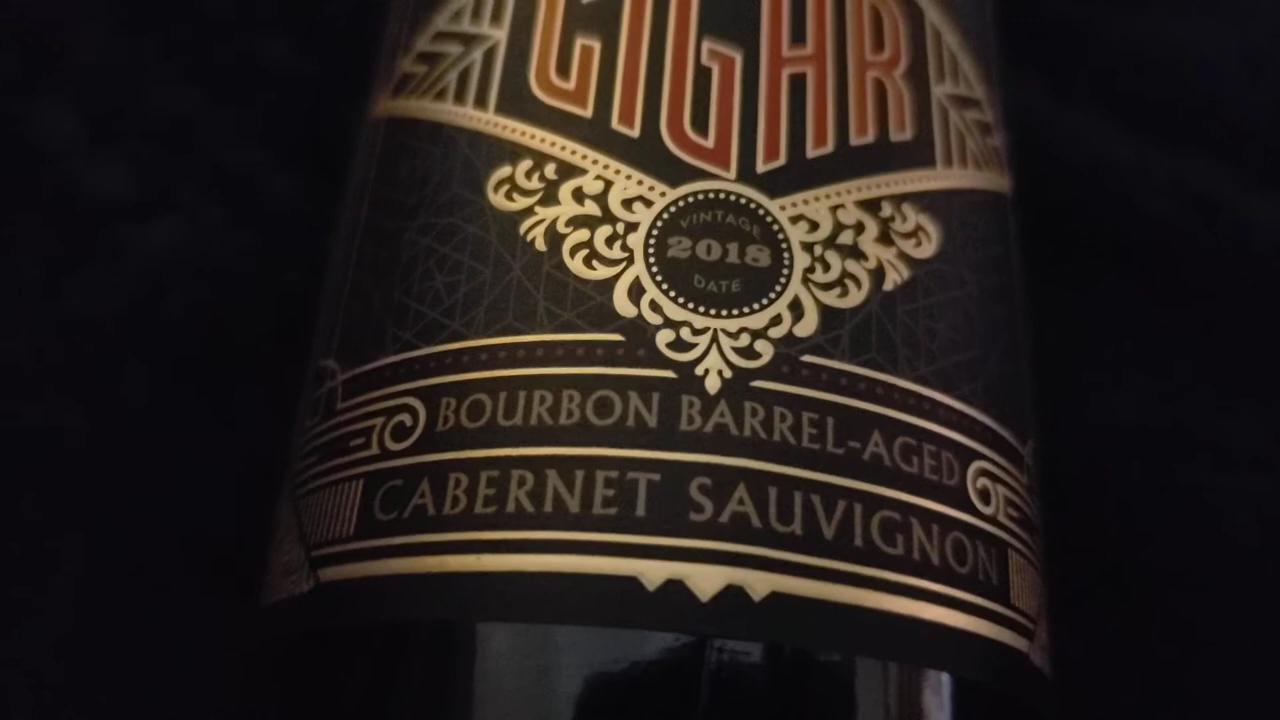 CIGAR
VINTAGE
2018
DATE
BOURBON BARREL-AGED
CABERNET SAUVIGNON